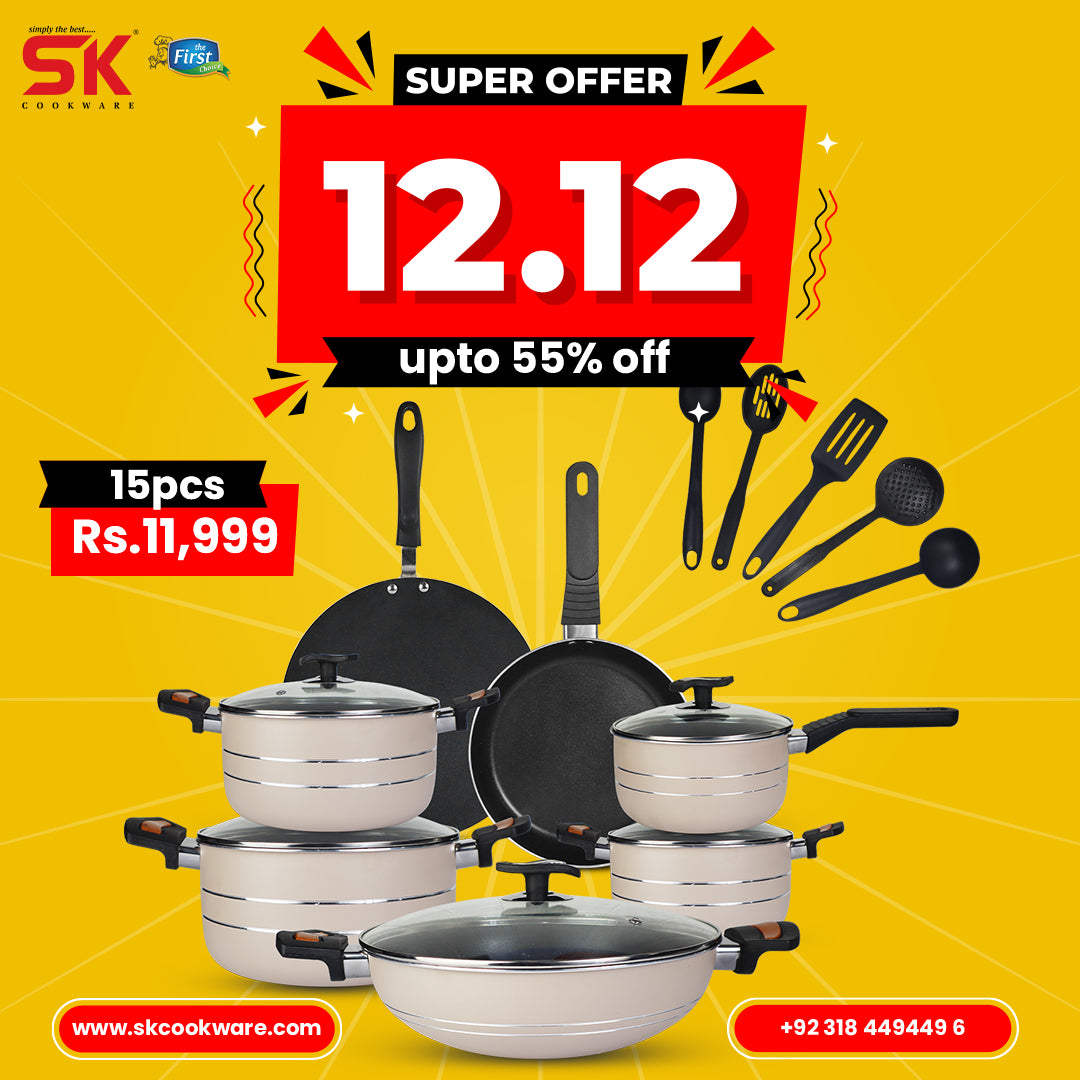 simply the best.....
SK®
COOKWARE
the
First
Choice
SUPER OFFER
12.12
upto 55% off
15pcs
Rs.11,999
www.skcookware.com
+92 318 449449 6